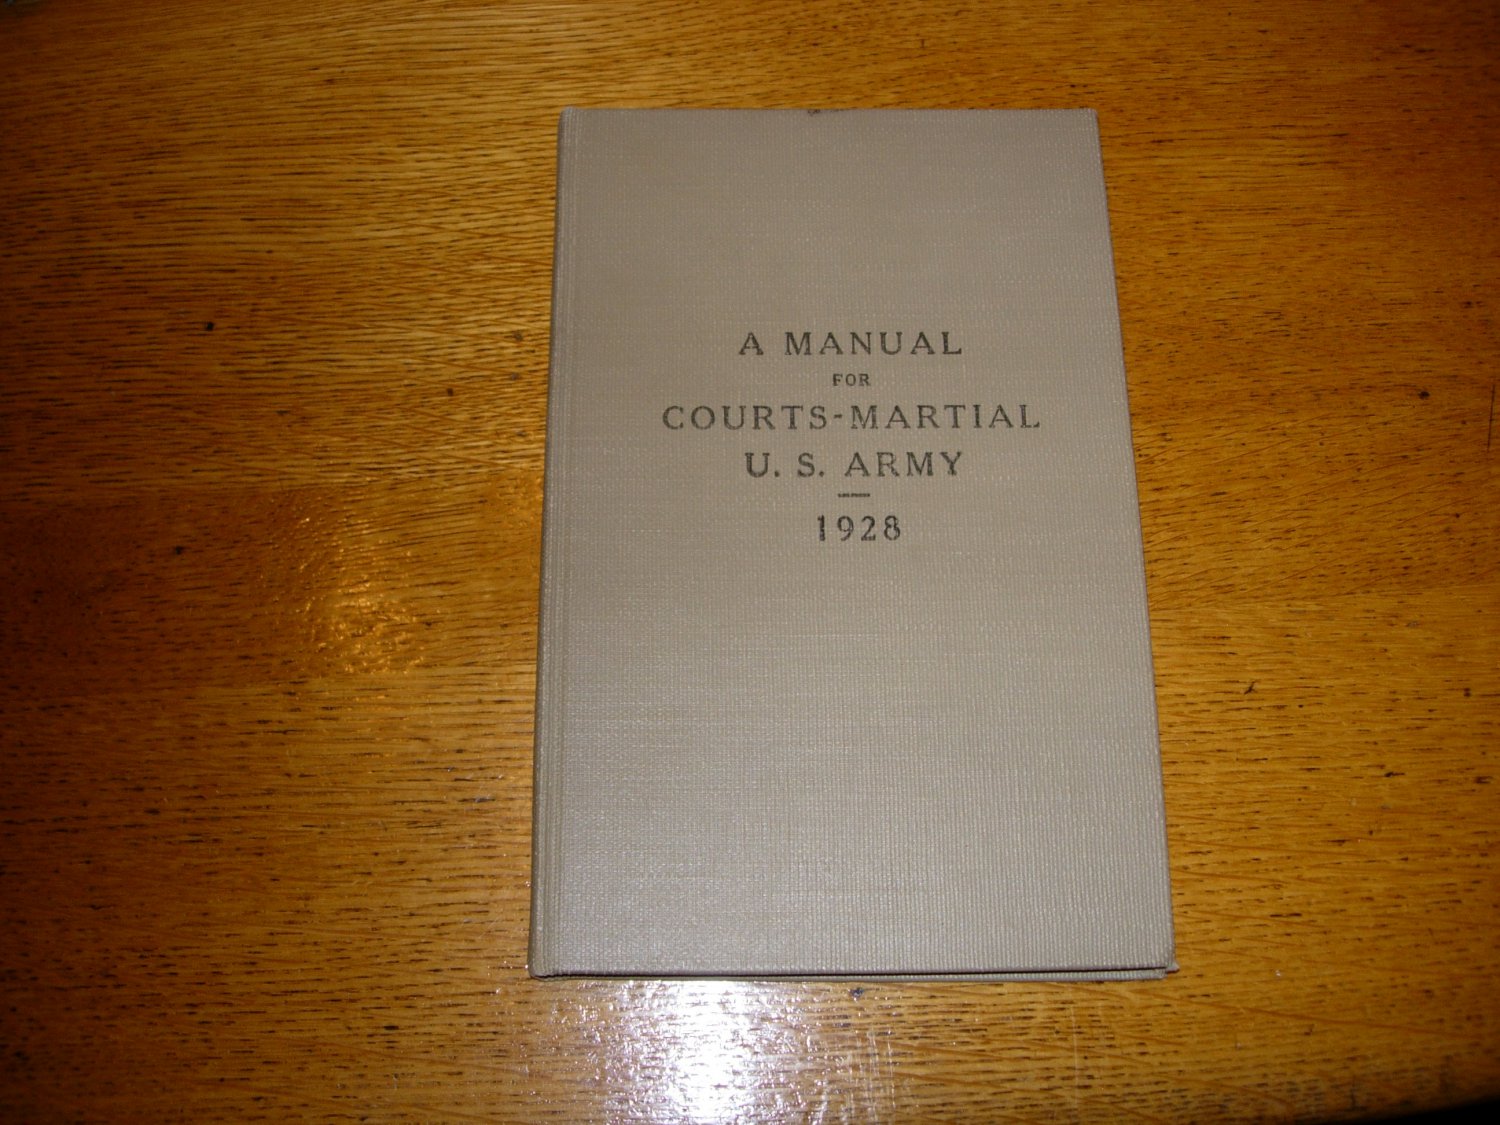 A MANUAL
FOR
COURTS-MARTIAL
U. S. ARMY
1928